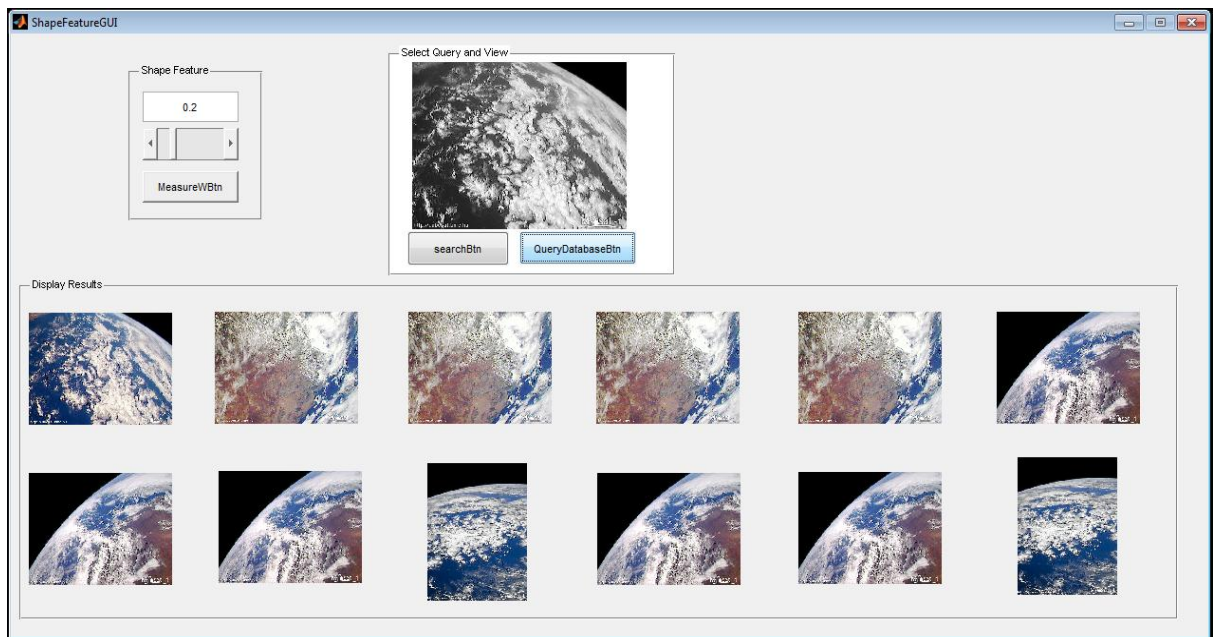 ShapeFeatureGUI
Shape Feature
0.2
MeasureWBtn
Select Query and View
searchBtn
QueryDatabaseBtn
Display Results